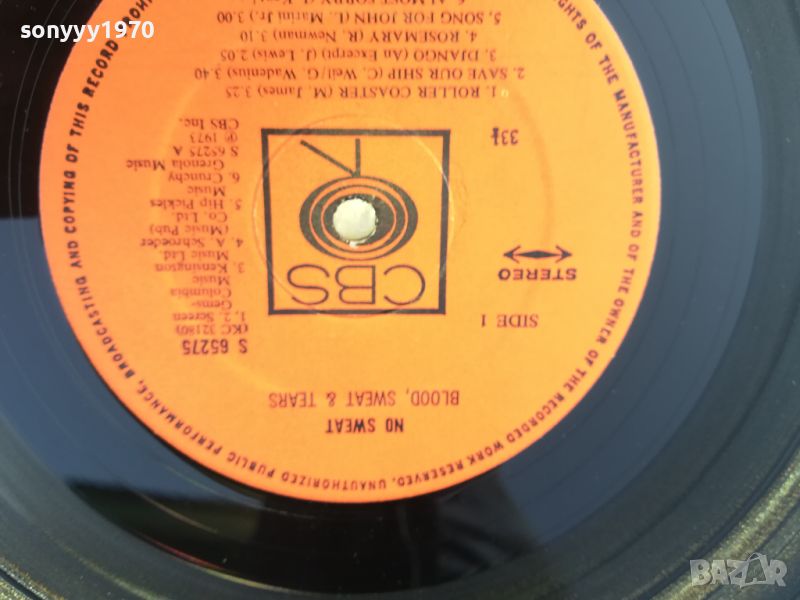 sonyyy1970
NO SWEAT
BLOOD, SWEAT & TEARS
SIDE 1
STEREO
33⅓
CBS
S 65275
(KC 32180)
1, 2. Screen
Gems-
Columbia
Music
3. Kensington
Music Ltd.
4. A. Schroeder
(Music Pub)
Co. Ltd.
5. Hip Pickles
Music
6. Crunchy
Grenola Music
S 65275 A
℗ 1973
CBS Inc.
1. ROLLER COASTER (M. James) 3.25
2. SAVE OUR SHIP (C. Weil/G. Wadenius) 3.40
3. DJANGO (An Excerpt) (J. Lewis) 2.05
4. ROSEMARY (R. Newman) 3.10
5. SONG FOR JOHN (L. Marini Jr.) 3.00
6. ALMOST SORRY (J.
RIGHTS OF THE MANUFACTURER AND OF THE OWNER OF THE RECORDED WORK RESERVED. UNAUTHORIZED PUBLIC PERFORMANCE, BROADCASTING AND COPYING OF THIS RECORD
BAZAR